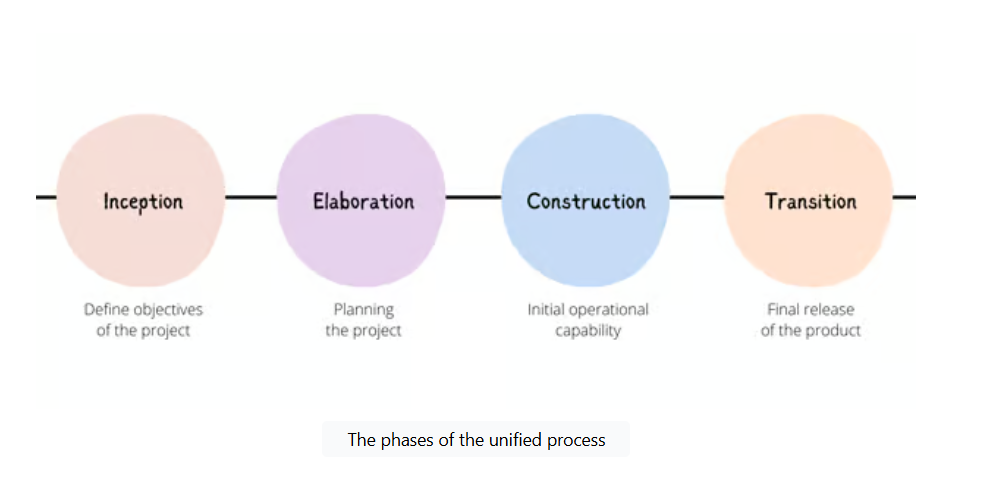 Inception
Elaboration
Construction
Transition
Define objectives
of the project
Planning
the project
Initial operational
capability
Final release
of the product
The phases of the unified process